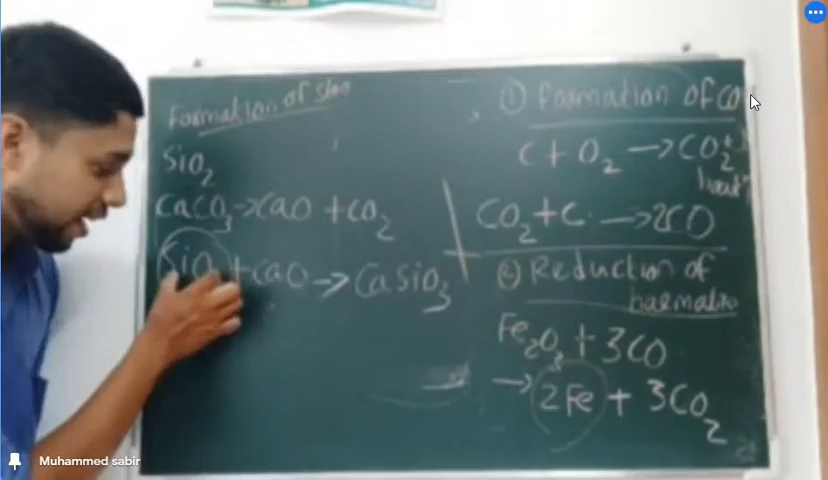 Formation of slag
SiO2
CaCO3→CaO + CO2
SiO2 + CaO → CaSiO3
① Formation of CO
C + O2 → CO2 +
heat
CO2 + C → 2CO
② Reduction of
haematite
Fe2O3 + 3CO
→ 2Fe + 3CO2
Muhammed sabir